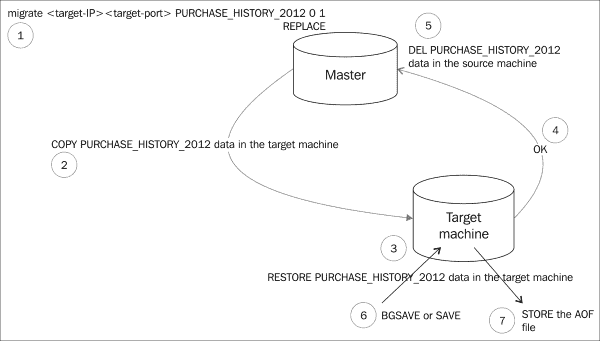 migrate <target-IP><target-port> PURCHASE_HISTORY_2012 0 1
REPLACE
1
5
DEL PURCHASE_HISTORY_2012
data in the source machine
Master
4
OK
COPY PURCHASE_HISTORY_2012 data in the target machine
2
Target
machine
3
RESTORE PURCHASE_HISTORY_2012 data in the target machine
6
BGSAVE or SAVE
7
STORE the AOF
file